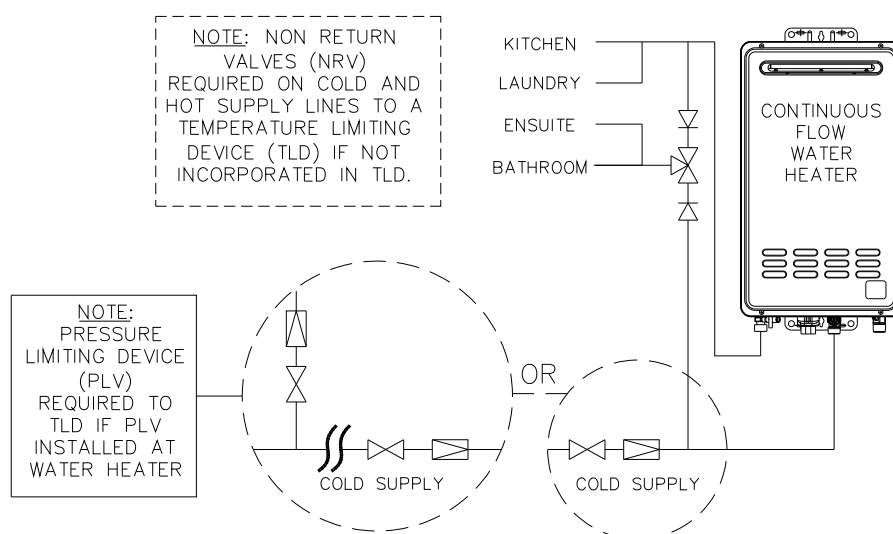 NOTE: NON RETURN
VALVES (NRV)
REQUIRED ON COLD AND
HOT SUPPLY LINES TO A
TEMPERATURE LIMITING
DEVICE (TLD) IF NOT
INCORPORATED IN TLD.
KITCHEN
LAUNDRY
ENSUITE
BATHROOM
CONTINUOUS
FLOW
WATER
HEATER
NOTE:
PRESSURE
LIMITING DEVICE
(PLV)
REQUIRED TO
TLD IF PLV
INSTALLED AT
WATER HEATER
OR
COLD SUPPLY
COLD SUPPLY